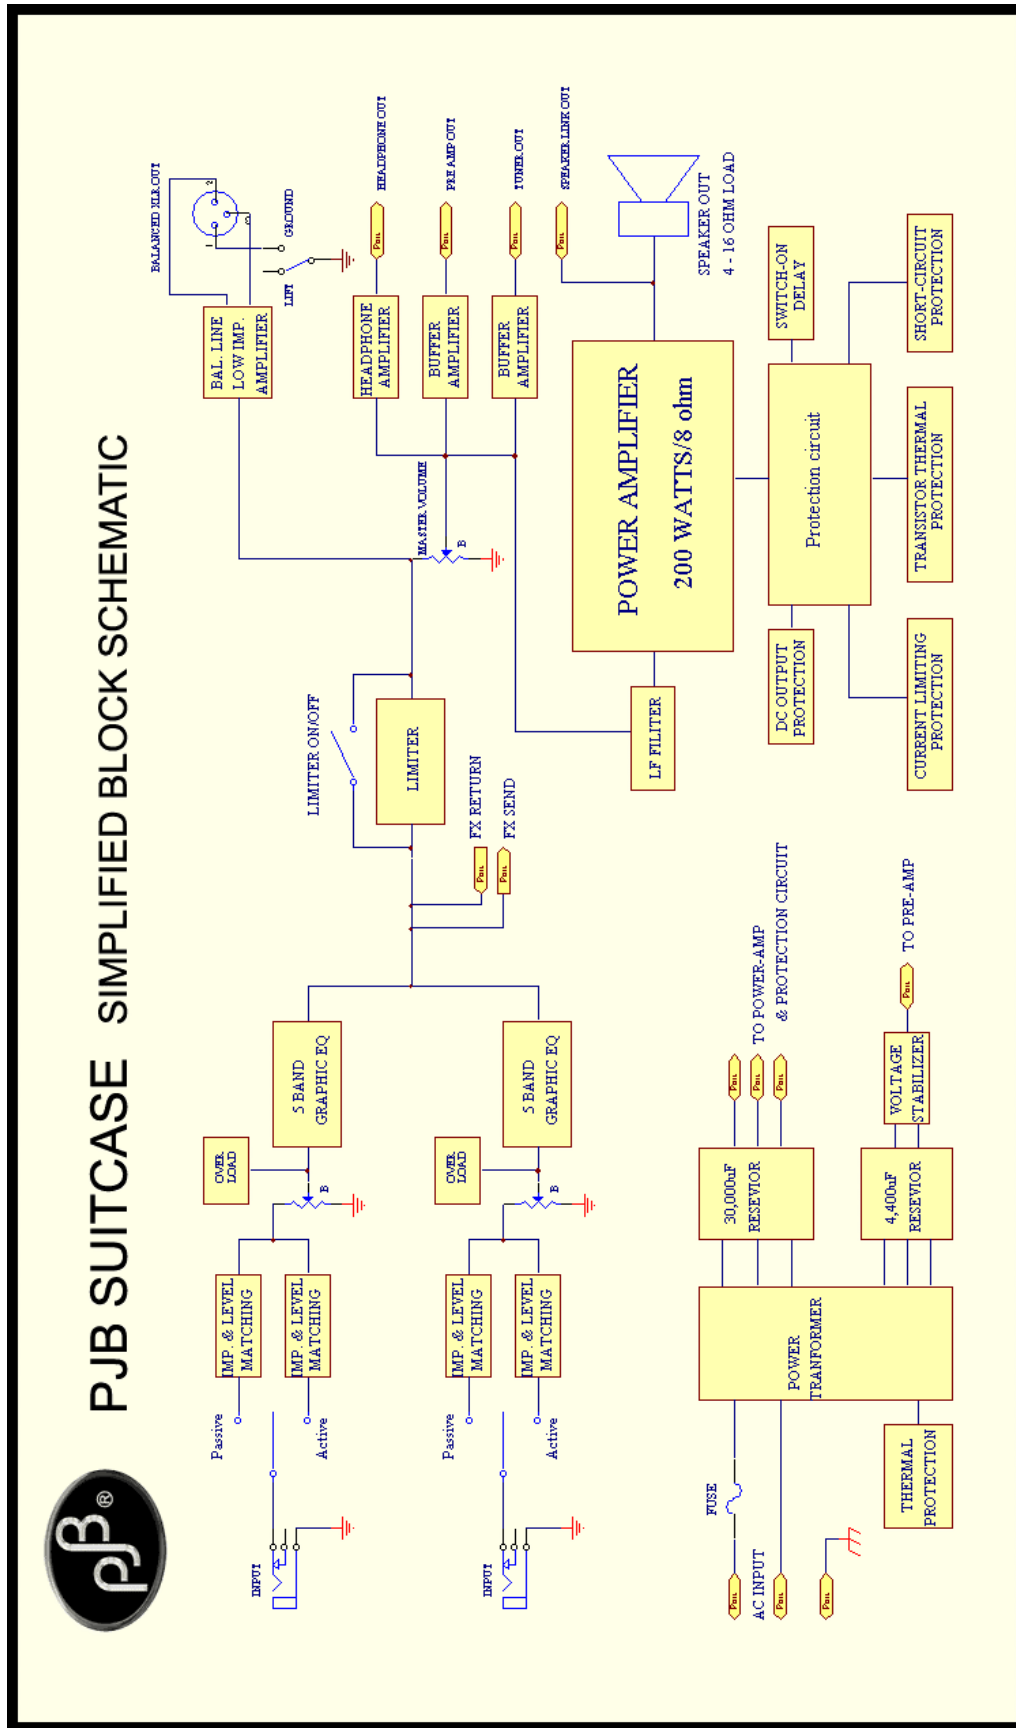 PJB ®
PJB SUITCASE SIMPLIFIED BLOCK SCHEMATIC
INPUT
Passive
Active
IMP. & LEVEL
MATCHING
IMP. & LEVEL
MATCHING
B
OVER
LOAD
5 BAND
GRAPHIC EQ
INPUT
Passive
Active
IMP. & LEVEL
MATCHING
IMP. & LEVEL
MATCHING
B
OVER
LOAD
5 BAND
GRAPHIC EQ
FX RETURN
FX SEND
LIMITER ON/OFF
LIMITER
MASTER VOLUME
B
BAL. LINE
LOW IMP.
AMPLIFIER
BALANCED XLR OUT
1
2
3
LIFT
GROUND
HEADPHONE
AMPLIFIER
HEADPHONE OUT
BUFFER
AMPLIFIER
PRE AMP OUT
BUFFER
AMPLIFIER
TUNER OUT
SPEAKER LINK OUT
LF FILITER
POWER AMPLIFIER
200 WATTS/8 ohm
SPEAKER OUT
4 - 16 OHM LOAD
DC OUTPUT
PROTECTION
Protection circuit
SWITCH-ON
DELAY
CURRENT LIMITING
PROTECTION
TRANSISTOR THERMAL
PROTECTION
SHORT-CIRCUIT
PROTECTION
AC INPUT
FUSE
POWER
TRANFORMER
THERMAL
PROTECTION
30,000uF
RESEVIOR
TO POWER-AMP
& PROTECTION CIRCUIT
4,400uF
RESEVIOR
VOLTAGE
STABILIZER
TO PRE-AMP